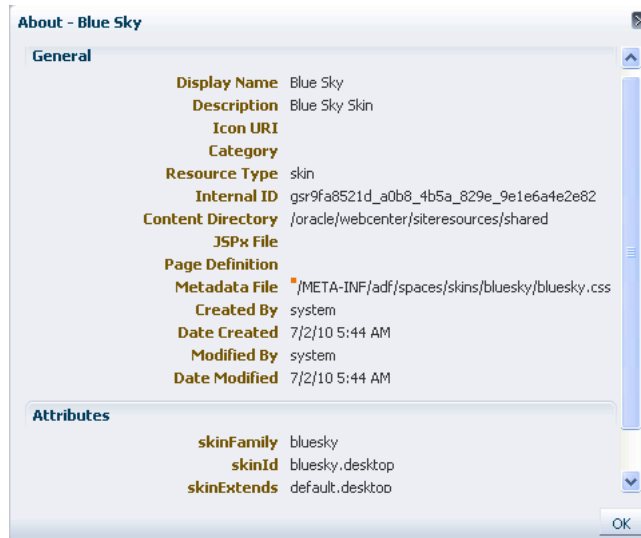 About - Blue Sky
General
Display Name Blue Sky
Description Blue Sky Skin
Icon URI
Category
Resource Type skin
Internal ID gsr9fa8521d_a0b8_4b5a_829e_9e1e6a4e2e82
Content Directory /oracle/webcenter/siteresources/shared
JSPx File
Page Definition
Metadata File /META-INF/adf/spaces/skins/bluesky/bluesky.css
Created By system
Date Created 7/2/10 5:44 AM
Modified By system
Date Modified 7/2/10 5:44 AM
Attributes
skinFamily bluesky
skinId bluesky.desktop
skinExtends default.desktop
OK